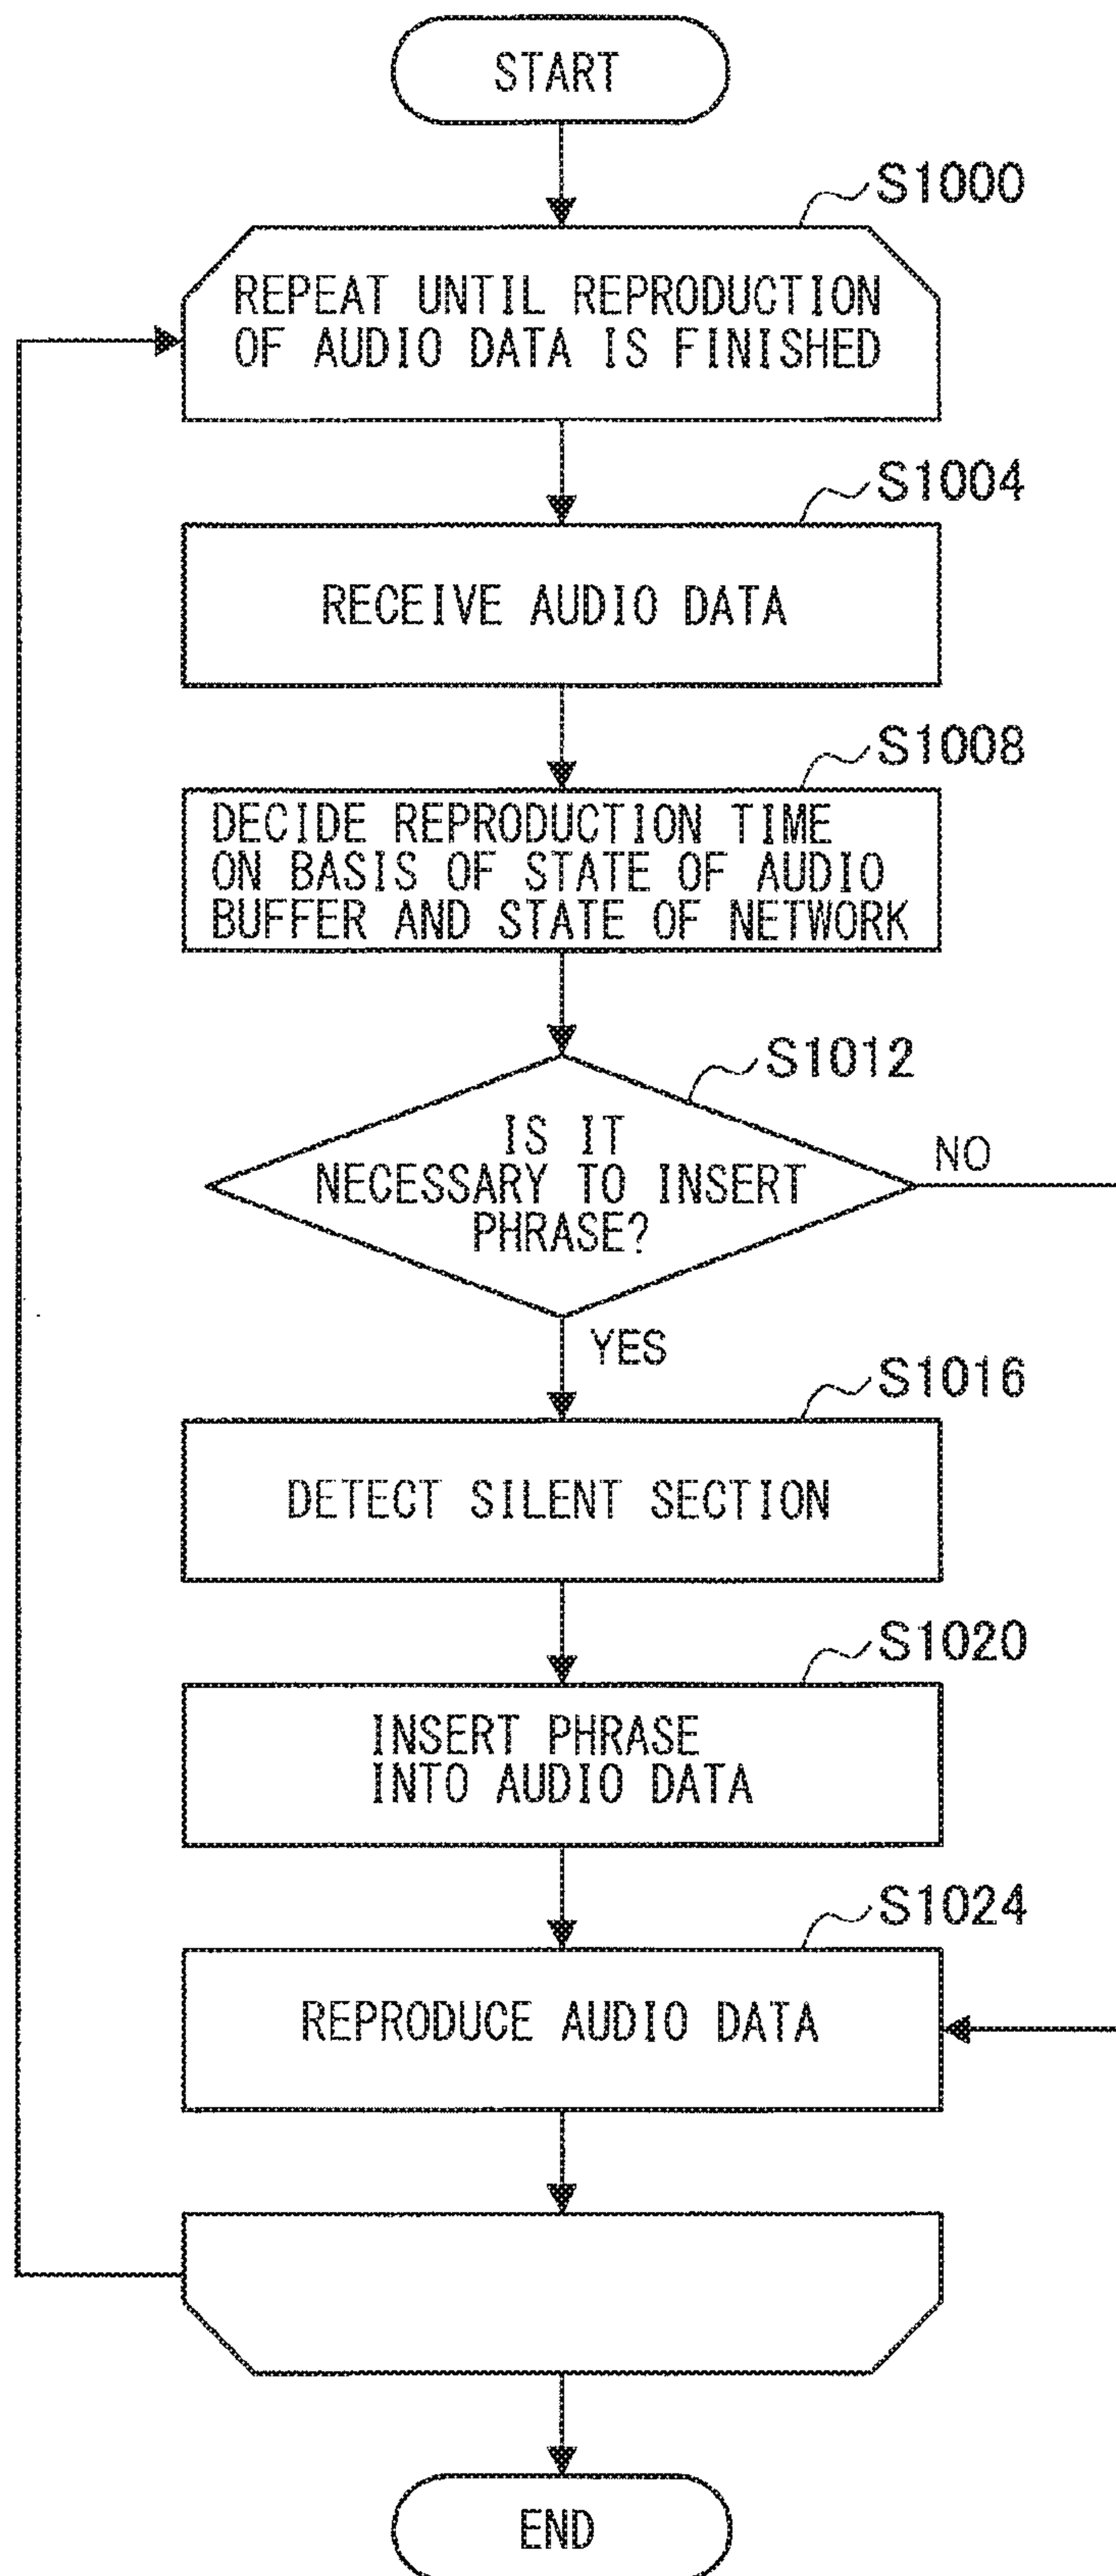 START
S1000
REPEAT UNTIL REPRODUCTION
OF AUDIO DATA IS FINISHED
S1004
RECEIVE AUDIO DATA
S1008
DECIDE REPRODUCTION TIME
ON BASIS OF STATE OF AUDIO
BUFFER AND STATE OF NETWORK
S1012
IS IT
NECESSARY TO INSERT
PHRASE?
NO
YES
S1016
DETECT SILENT SECTION
S1020
INSERT PHRASE
INTO AUDIO DATA
S1024
REPRODUCE AUDIO DATA
END